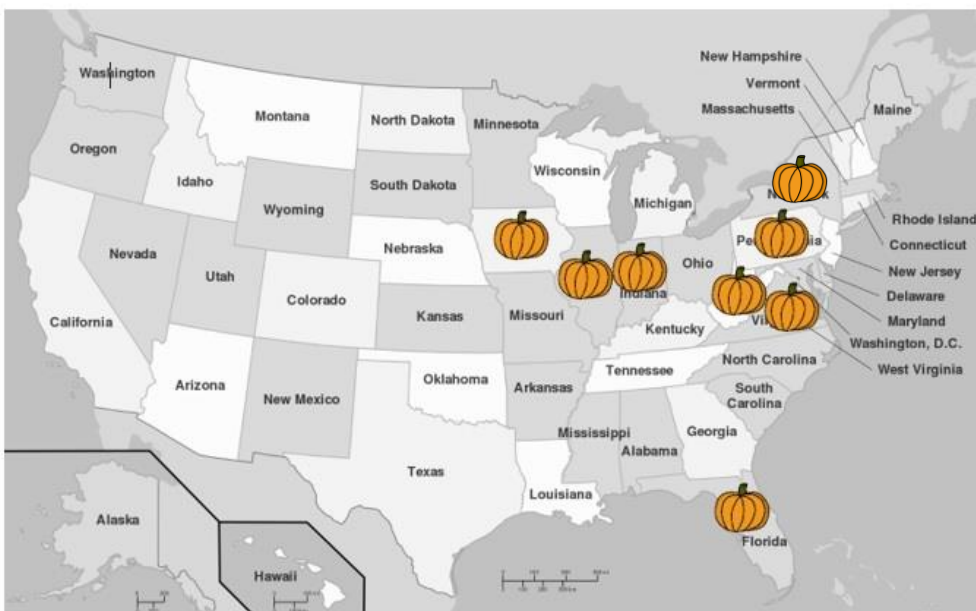 New Hampshire
Vermont
Massachusetts
Maine
Washington
Montana
North Dakota
Minnesota
Oregon
Idaho
South Dakota
Wisconsin
Michigan
Wyoming
Rhode Island
Connecticut
Nebraska
Nevada
Utah
Ohio
New Jersey
Colorado
Indiana
Delaware
California
Kansas
Missouri
Kentucky
Maryland
Washington, D.C.
West Virginia
North Carolina
Tennessee
Arizona
Oklahoma
Arkansas
New Mexico
South
Carolina
Mississippi
Alabama
Georgia
Texas
Louisiana
Alaska
Florida
Hawaii